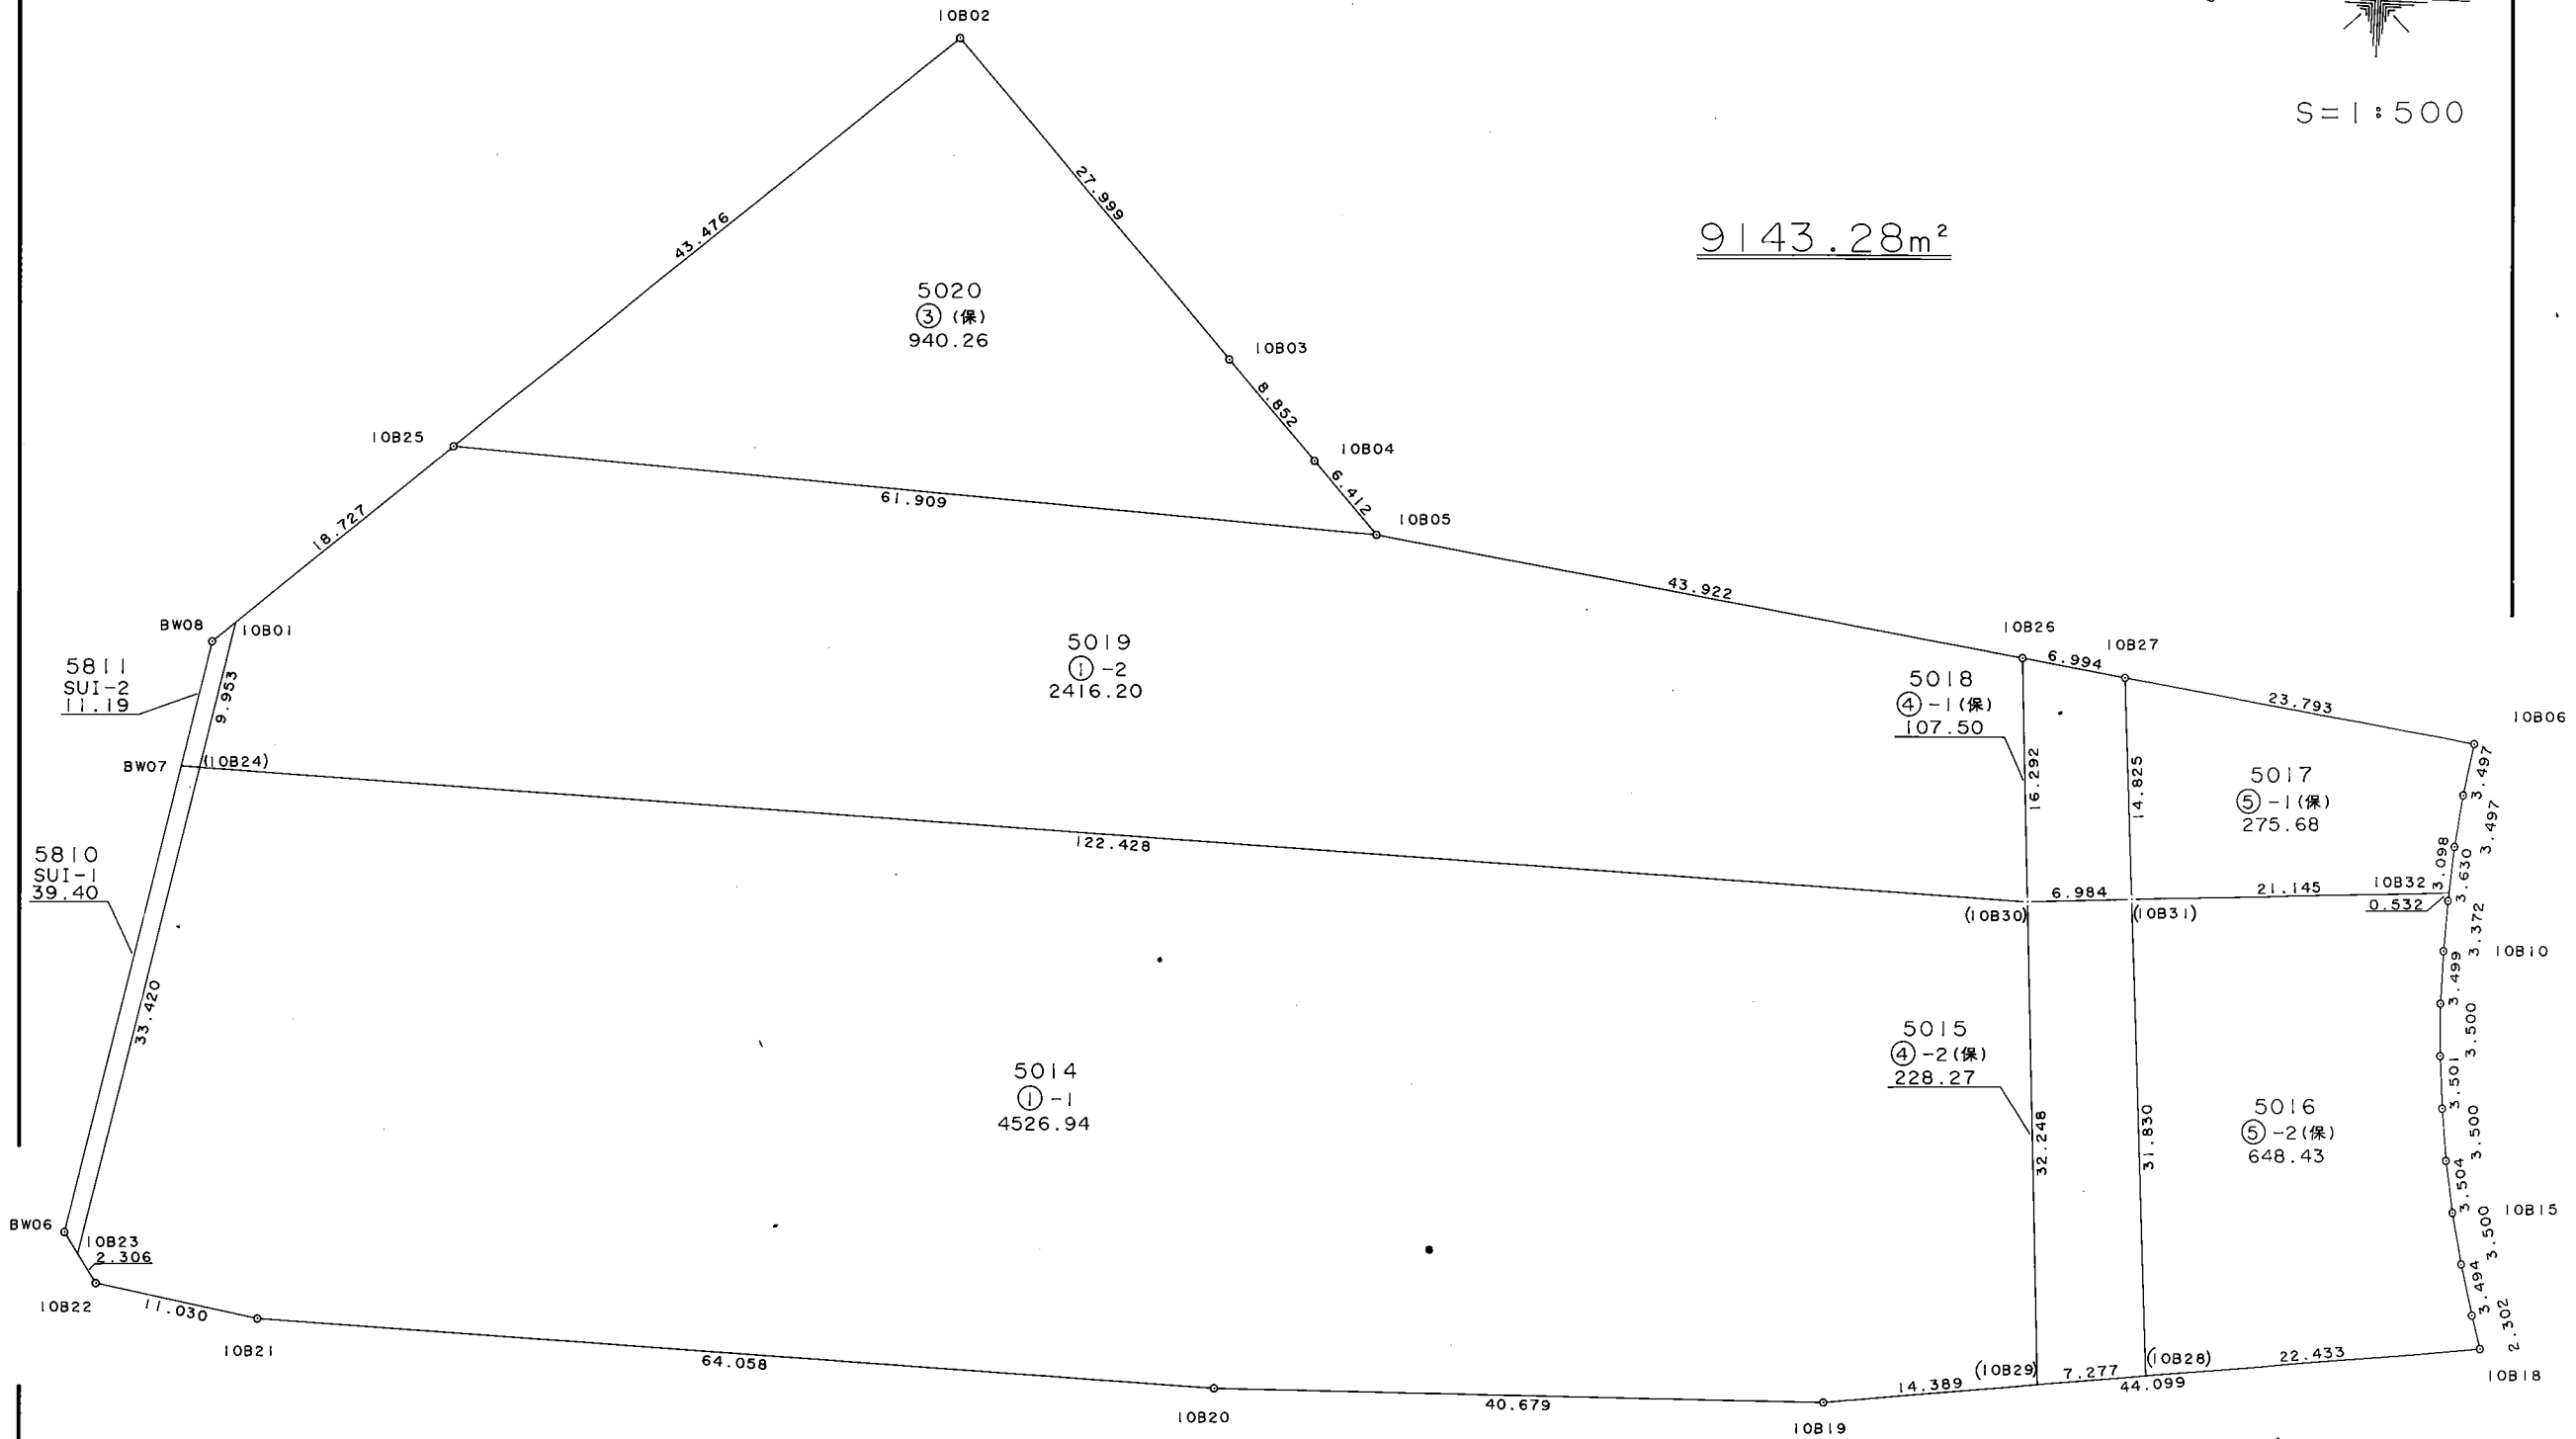 10B02
S=1:500
27.999
43.476
9143.28m²
5020
③ (保)
940.26
10B03
8.852
10B25
10B04
6.412
61.909
18.727
10B05
43.922
BW08
10B01
5811
SUI-2
11.19
9.953
5019
①-2
2416.20
10B26
6.994
10B27
5018
④-1(保)
107.50
23.793
10B06
BW07
(10B24)
16.292
14.825
5017
⑤-1(保)
275.68
3.497
3.497
122.428
5810
SUI-1
39.40
3.098
3.630
6.984
21.145
10B32
0.532
(10B30)
(10B31)
3.372
10B10
3.499
33.420
3.500
5014
①-1
4526.94
5015
④-2(保)
228.27
3.501
32.248
31.830
5016
⑤-2(保)
648.43
3.500
3.504
10B15
BW06
10B23
2.306
3.500
3.494
10B22
11.030
2.302
10B21
64.058
(10B29)
(10B28)
22.433
14.389
7.277
44.099
10B18
10B20
40.679
10B19